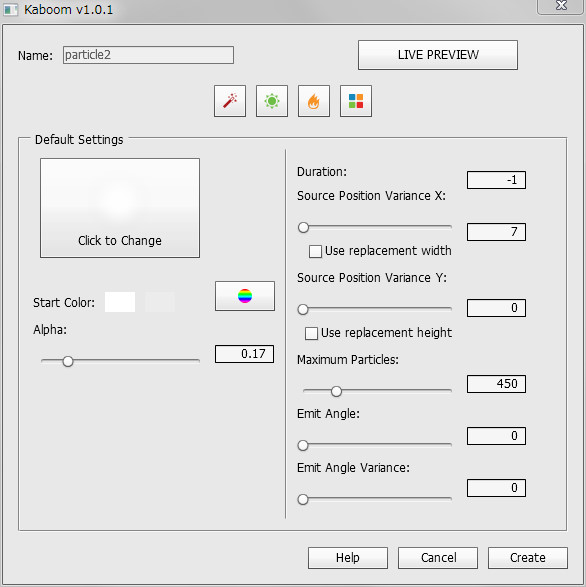 Kaboom v1.0.1
Name: particle2
LIVE PREVIEW
Default Settings
Click to Change
Start Color:
Alpha:
0.17
Duration:
-1
Source Position Variance X:
7
Use replacement width
Source Position Variance Y:
0
Use replacement height
Maximum Particles:
450
Emit Angle:
0
Emit Angle Variance:
0
Help Cancel Create